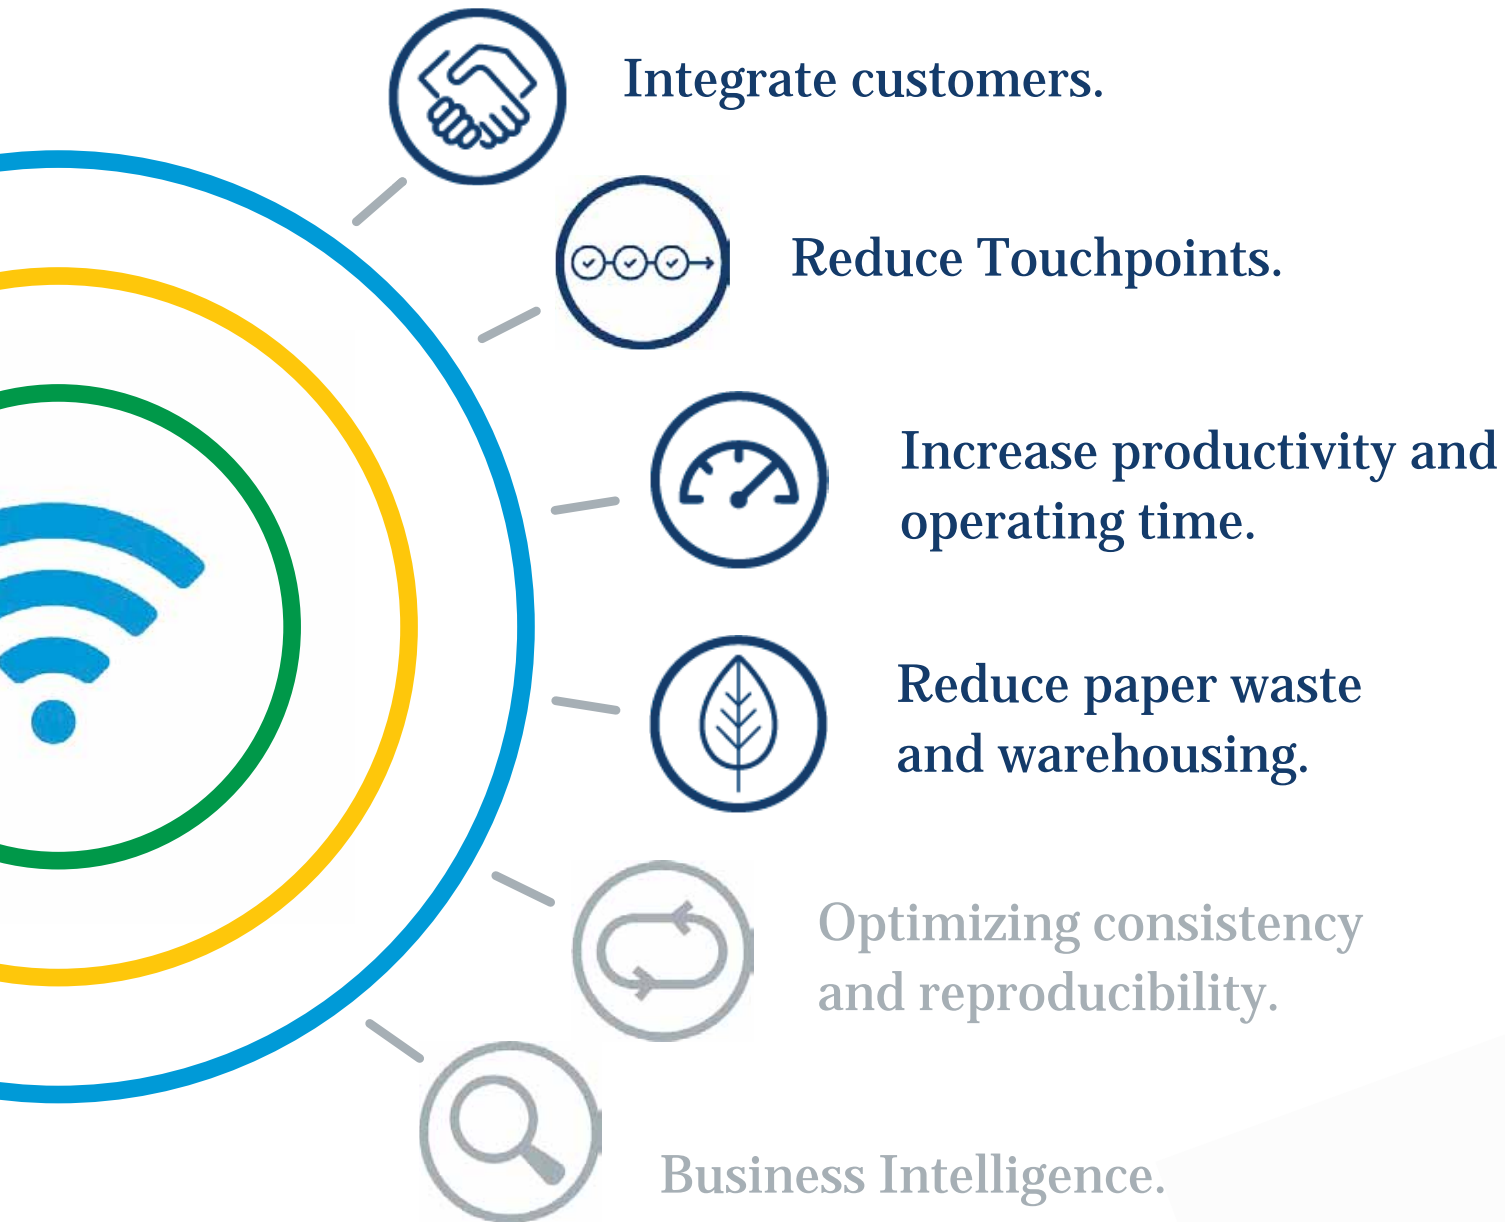 Integrate customers.
Reduce Touchpoints.
Increase productivity and
operating time.
Reduce paper waste
and warehousing.
Optimizing consistency
and reproducibility.
Business Intelligence.